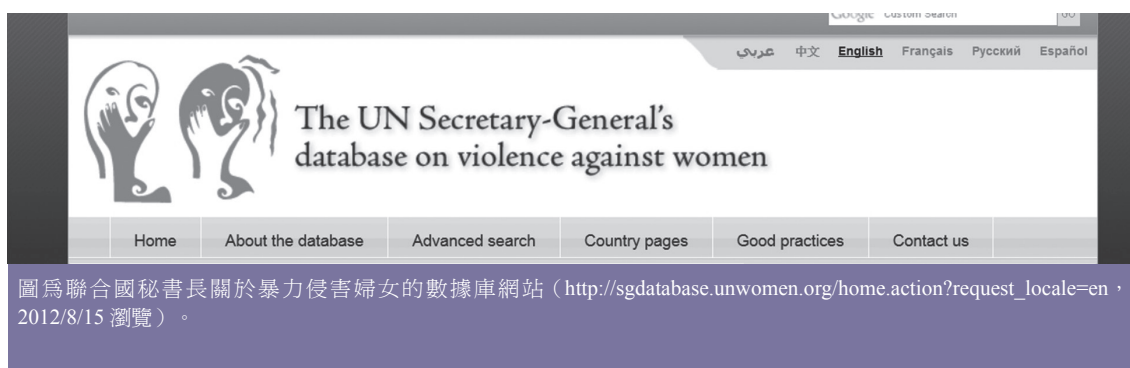 Google Custom Search GO
عربي 中文 English Français Русский Español
The UN Secretary-General's
database on violence against women
Home About the database Advanced search Country pages Good practices Contact us
圖為聯合國秘書長關於暴力侵害婦女的數據庫網站（http://sgdatabase.unwomen.org/home.action?request_locale=en，
2012/8/15 瀏覽）。